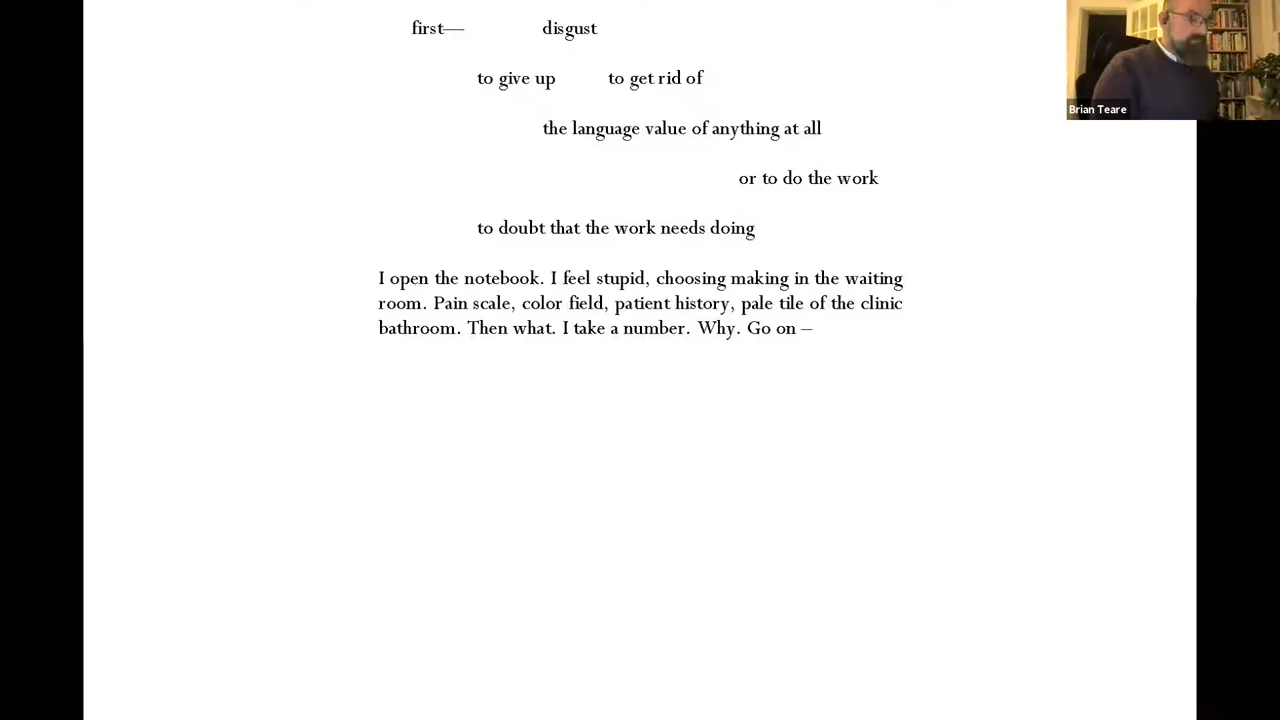 first— disgust
to give up to get rid of
the language value of anything at all
or to do the work
to doubt that the work needs doing
I open the notebook. I feel stupid, choosing making in the waiting
room. Pain scale, color field, patient history, pale tile of the clinic
bathroom. Then what. I take a number. Why. Go on –
Brian Teare